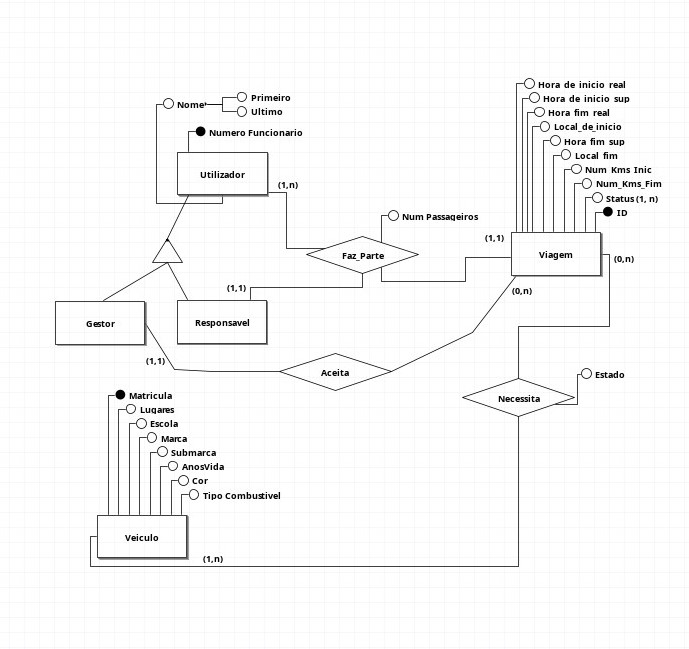 Hora de inicio real
Primeiro
Hora de inicio sup
Nome
Ultimo
Hora fim real
Local_de_inicio
Numero Funcionario
Hora fim sup
Local fim
Num Kms Inic
Utilizador
(1,n)
Num_Kms_Fim
Status (1, n)
ID
Num Passageiros
(1,1)
Faz_Parte
Viagem
(0,n)
(1,1)
(0,n)
Gestor
Responsavel
(1,1)
Aceita
Estado
Necessita
Matricula
Lugares
Escola
Marca
Submarca
AnosVida
Cor
Tipo Combustivel
Veiculo
(1,n)